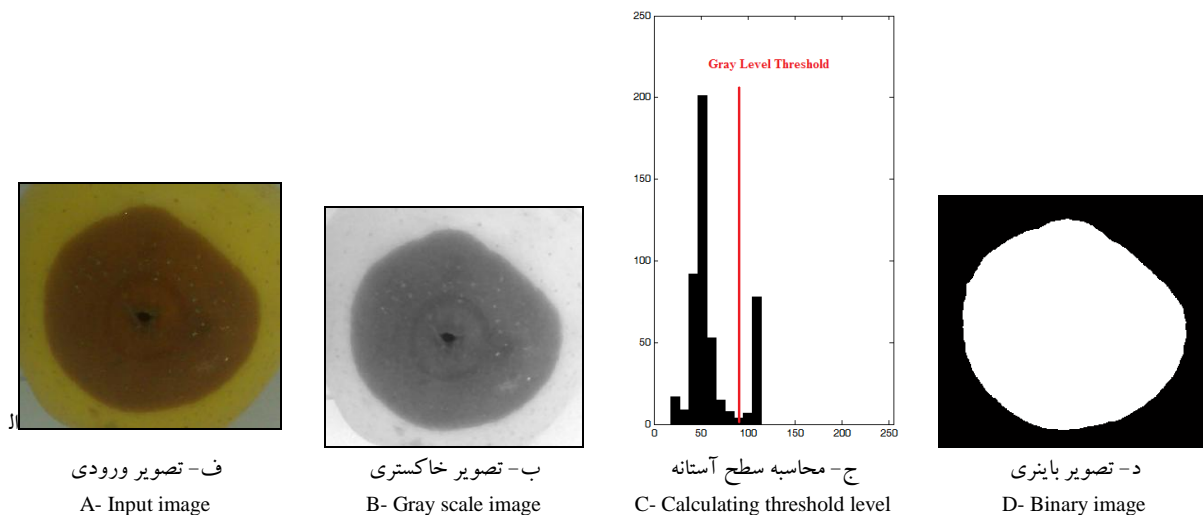 250
Gray Level Threshold
200
150
100
50
0
0 50 100 150 200 250
ال
ف- تصویر ورودی
A- Input image
ب- تصویر خاکستری
B- Gray scale image
ج- محاسبه سطح آستانه
C- Calculating threshold level
د- تصویر باینری
D- Binary image